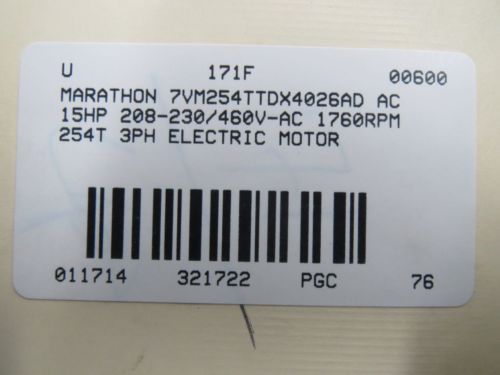 U 171F 00600
MARATHON 7VM254TTDX4026AD AC
15HP 208-230/460V-AC 1760RPM
254T 3PH ELECTRIC MOTOR
011714 321722 PGC 76